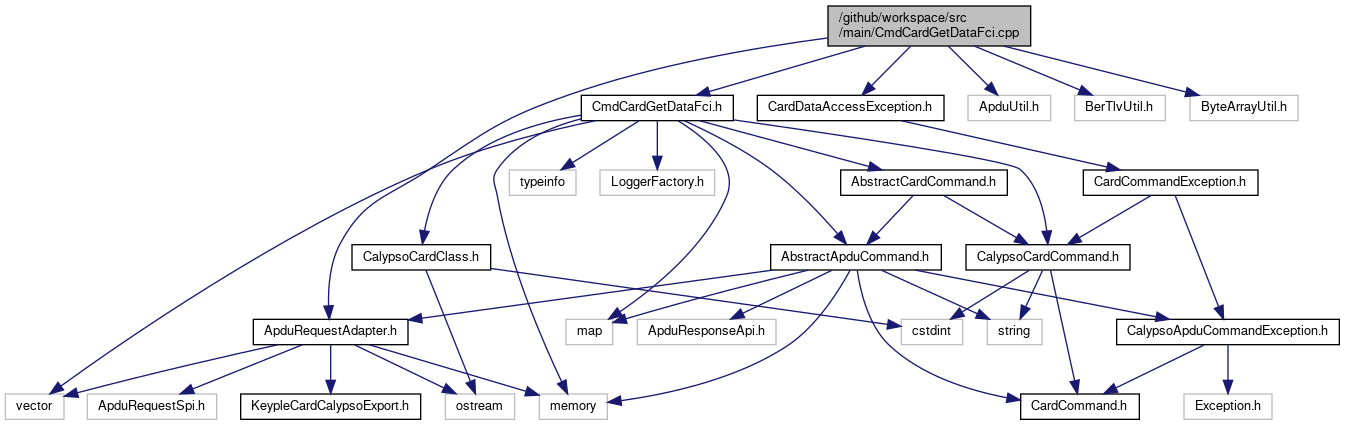 /github/workspace/src
/main/CmdCardGetDataFci.cpp
CmdCardGetDataFci.h
CardDataAccessException.h
ApduUtil.h
BerTlvUtil.h
ByteArrayUtil.h
typeinfo
LoggerFactory.h
AbstractCardCommand.h
CardCommandException.h
CalypsoCardClass.h
AbstractApduCommand.h
CalypsoCardCommand.h
ApduRequestAdapter.h
map
ApduResponseApi.h
cstdint
string
CalypsoApduCommandException.h
vector
ApduRequestSpi.h
KeypleCardCalypsoExport.h
ostream
memory
CardCommand.h
Exception.h